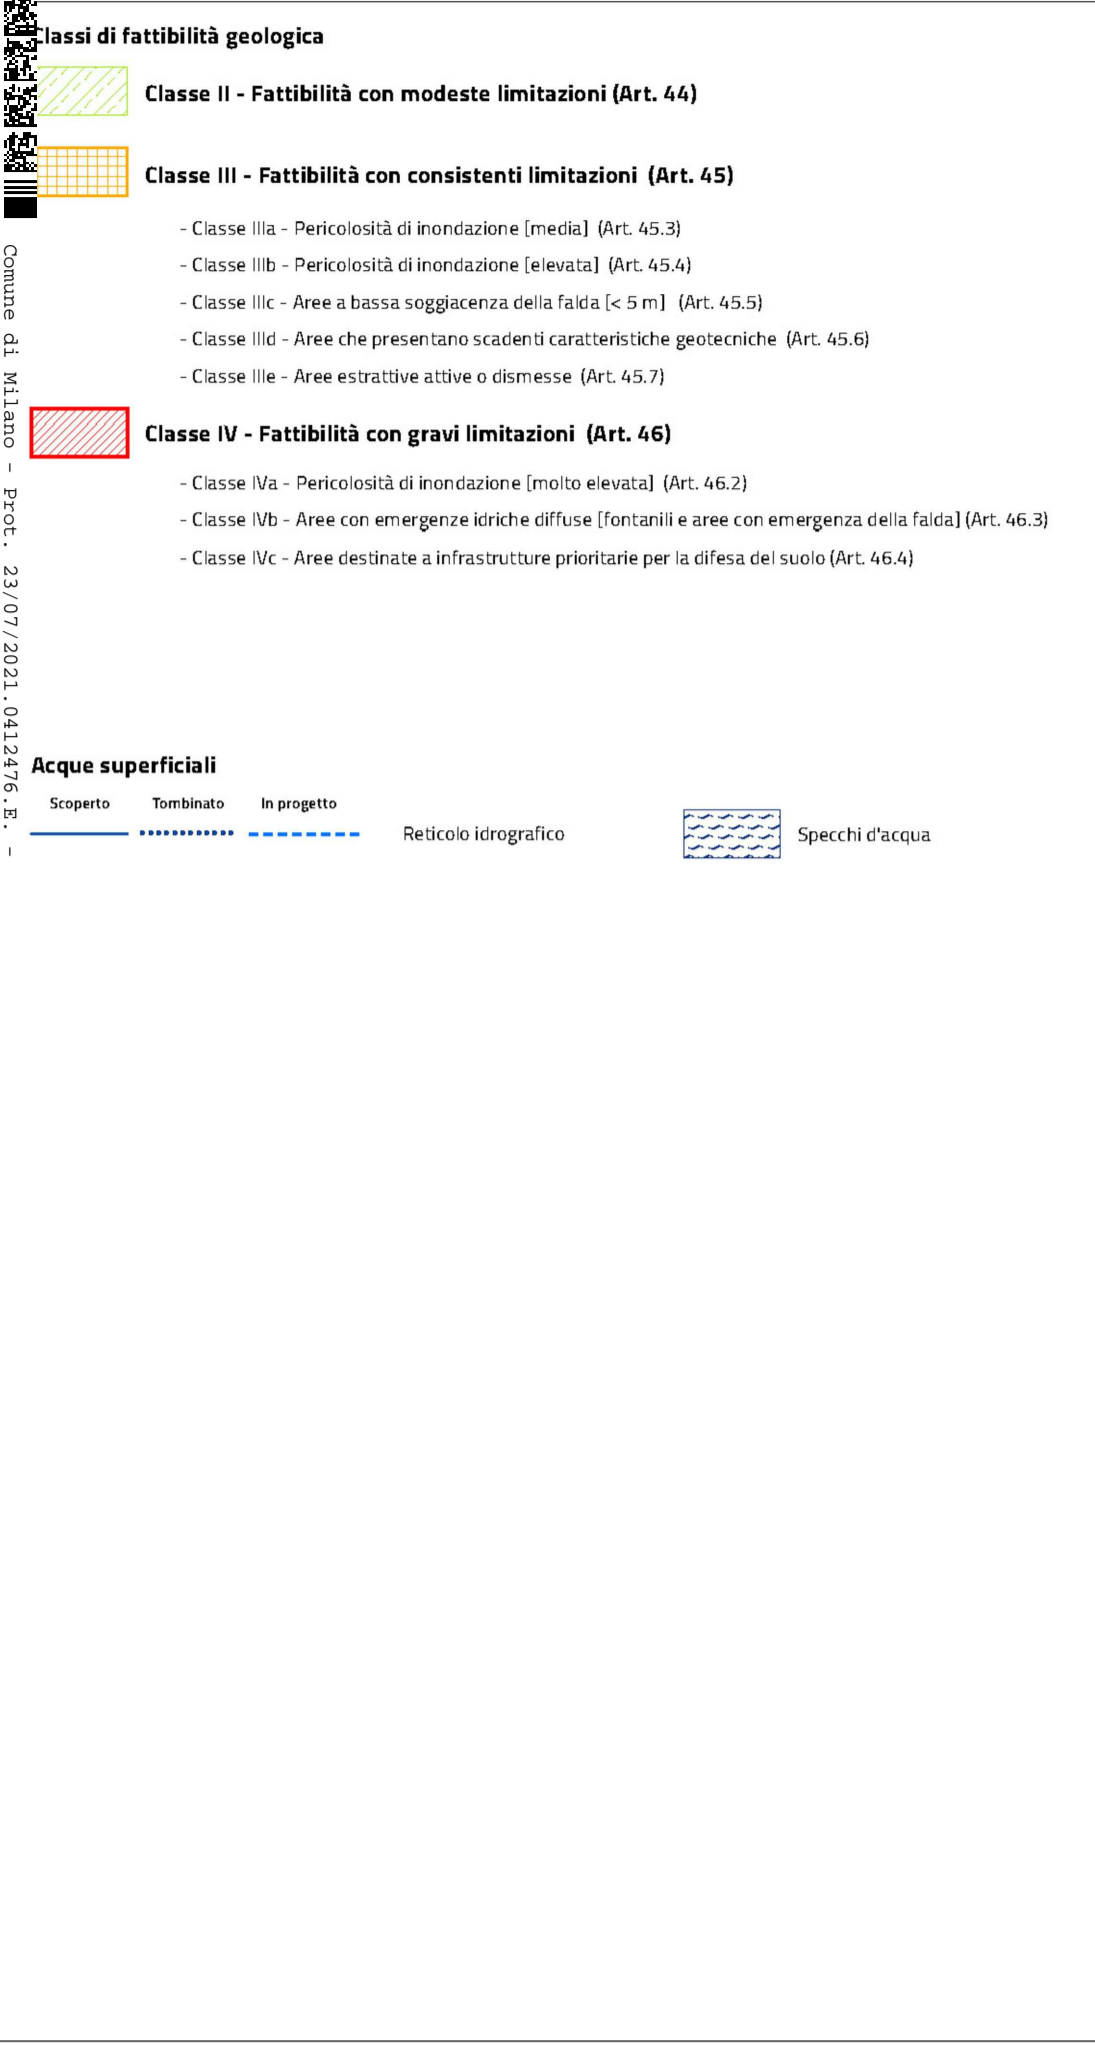 Classi di fattibilità geologica
Classe II - Fattibilità con modeste limitazioni (Art. 44)
Classe III - Fattibilità con consistenti limitazioni (Art. 45)
- Classe IIIa - Pericolosità di inondazione [media] (Art. 45.3)
- Classe IIIb - Pericolosità di inondazione [elevata] (Art. 45.4)
- Classe IIIc - Aree a bassa soggiacenza della falda [< 5 m] (Art. 45.5)
- Classe IIId - Aree che presentano scadenti caratteristiche geotecniche (Art. 45.6)
- Classe IIIe - Aree estrattive attive o dismesse (Art. 45.7)
Classe IV - Fattibilità con gravi limitazioni (Art. 46)
- Classe IVa - Pericolosità di inondazione [molto elevata] (Art. 46.2)
- Classe IVb - Aree con emergenze idriche diffuse [fontanili e aree con emergenza della falda] (Art. 46.3)
- Classe IVc - Aree destinate a infrastrutture prioritarie per la difesa del suolo (Art. 46.4)
Acque superficiali
Scoperto Tombinato In progetto
Reticolo idrografico Specchi d'acqua
Comune di Milano - Prot. 23/07/2021.0412476.E. -